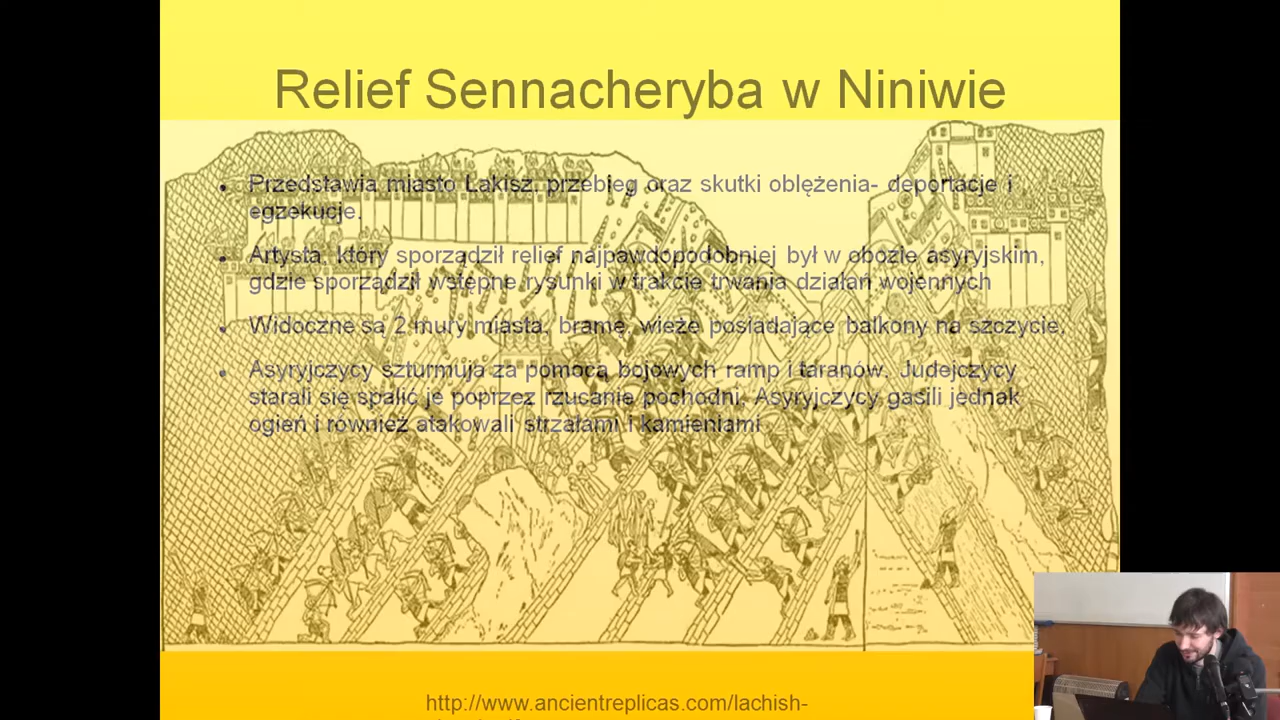 Relief Sennacheryba w Niniwie
Przedstawia miasto Lakisz, przebieg oraz skutki oblężenia- deportacje i
egzekucje.
Artysta, który sporządził relief najpawdopodobniej był w obozie asyryjskim,
gdzie sporządził wstępne rysunki w trakcie trwania działań wojennych
Widoczne są 2 mury miasta, bramę, wieże posiadające balkony na szczycie,
Asyryjczycy szturmują za pomocą bojowych ramp i taranów. Judejczycy
starali się spalić je poprzez rzucanie pochodni, Asyryjczycy gasili jednak
ogień i również atakowali strzałami i kamieniami
http://www.ancientreplicas.com/lachish-